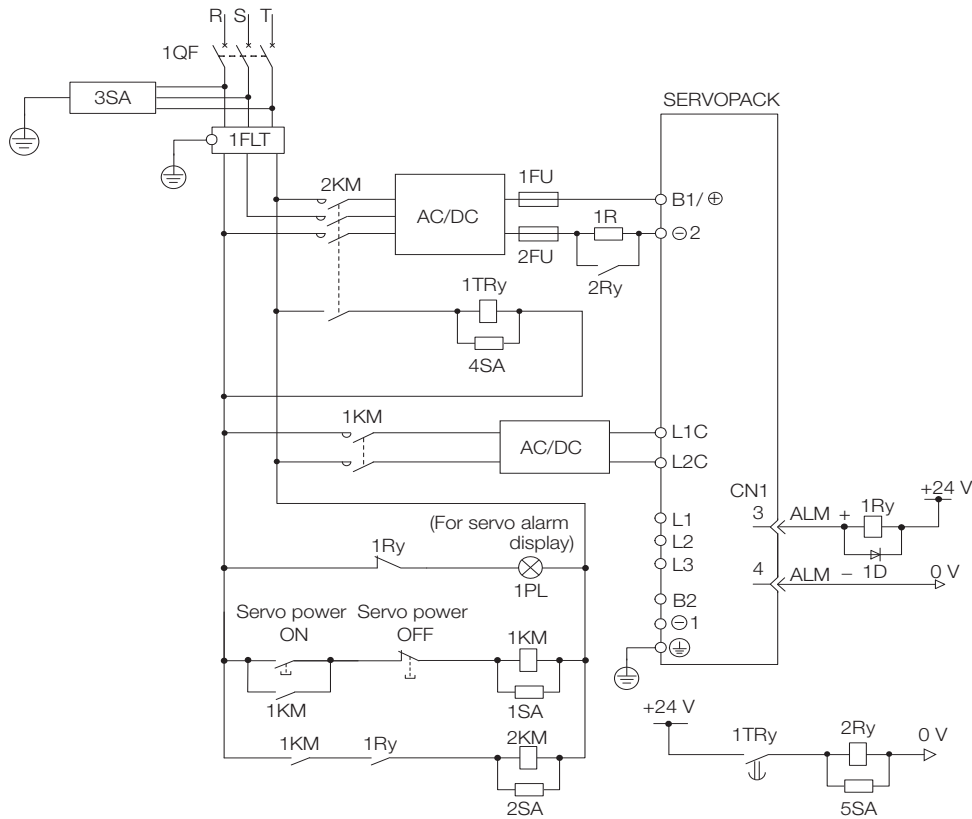 R S T
1QF
3SA
1FLT
SERVOPACK
2KM
AC/DC
1FU
B1/ ⊕
1R
⊖2
2FU
2Ry
1TRy
4SA
1KM
AC/DC
L1C
L2C
CN1
+24 V
3
ALM +
1Ry
L1
L2
L3
4
ALM −
1D
0 V
(For servo alarm
display)
1Ry
1PL
B2
⊖1
Servo power
ON
Servo power
OFF
1KM
1KM
1SA
+24 V
1TRy
2Ry
0 V
5SA
1KM
1Ry
2KM
2SA